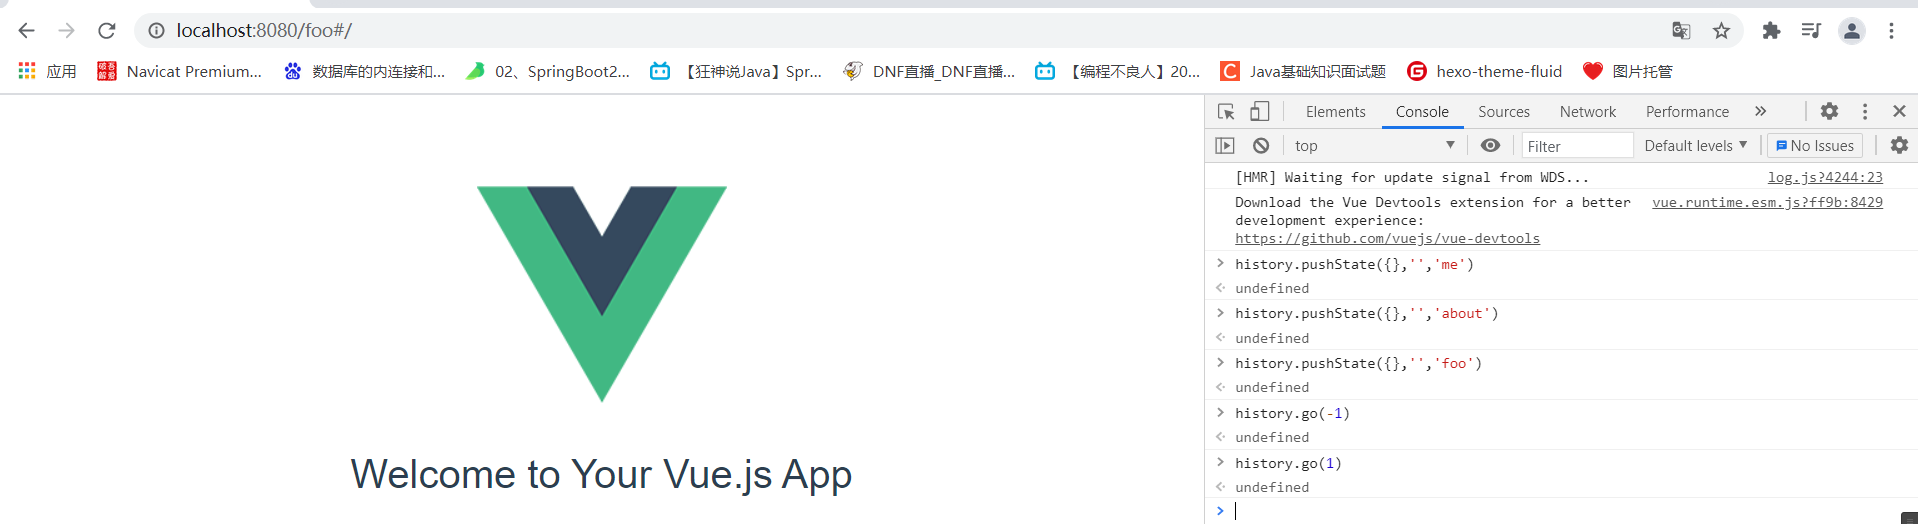 localhost:8080/foo#/
应用 Navicat Premium... 数据库的内连接和... 02、SpringBoot2... 【狂神说Java】Spr... DNF直播_DNF直播... 【编程不良人】20... Java基础知识面试题 hexo-theme-fluid 图片托管
Elements Console Sources Network Performance
top Filter Default levels No Issues
[HMR] Waiting for update signal from WDS... log.js?4244:23
Download the Vue Devtools extension for a better vue.runtime.esm.js?ff9b:8429
development experience:
https://github.com/vuejs/vue-devtools
> history.pushState({},'','me')
undefined
> history.pushState({},'','about')
undefined
> history.pushState({},'','foo')
undefined
> history.go(-1)
undefined
> history.go(1)
undefined
>
Welcome to Your Vue.js App